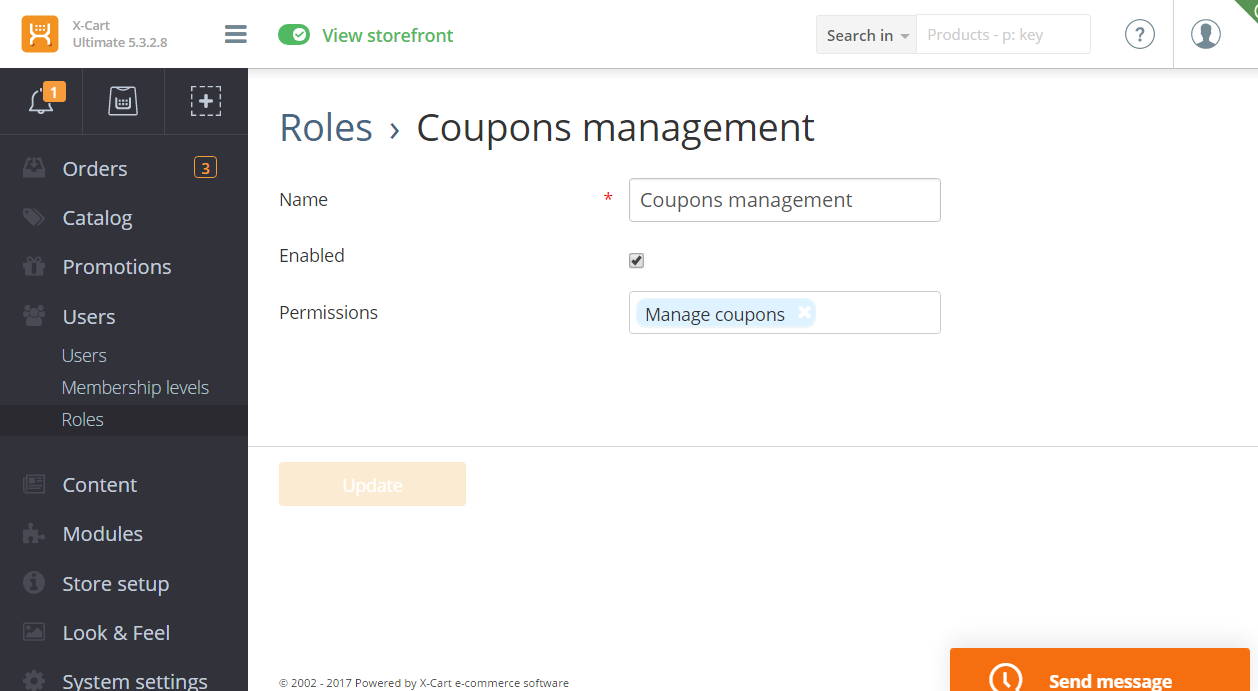 X-Cart
Ultimate 5.3.2.8
View storefront
Search in
Products - p: key
?
1
Roles › Coupons management
Orders 3
Catalog
Promotions
Users
Users
Membership levels
Roles
Content
Modules
Store setup
Look & Feel
System settings
Name *
Coupons management
Enabled
Permissions
Manage coupons
Update
© 2002 - 2017 Powered by X-Cart e-commerce software
Send message